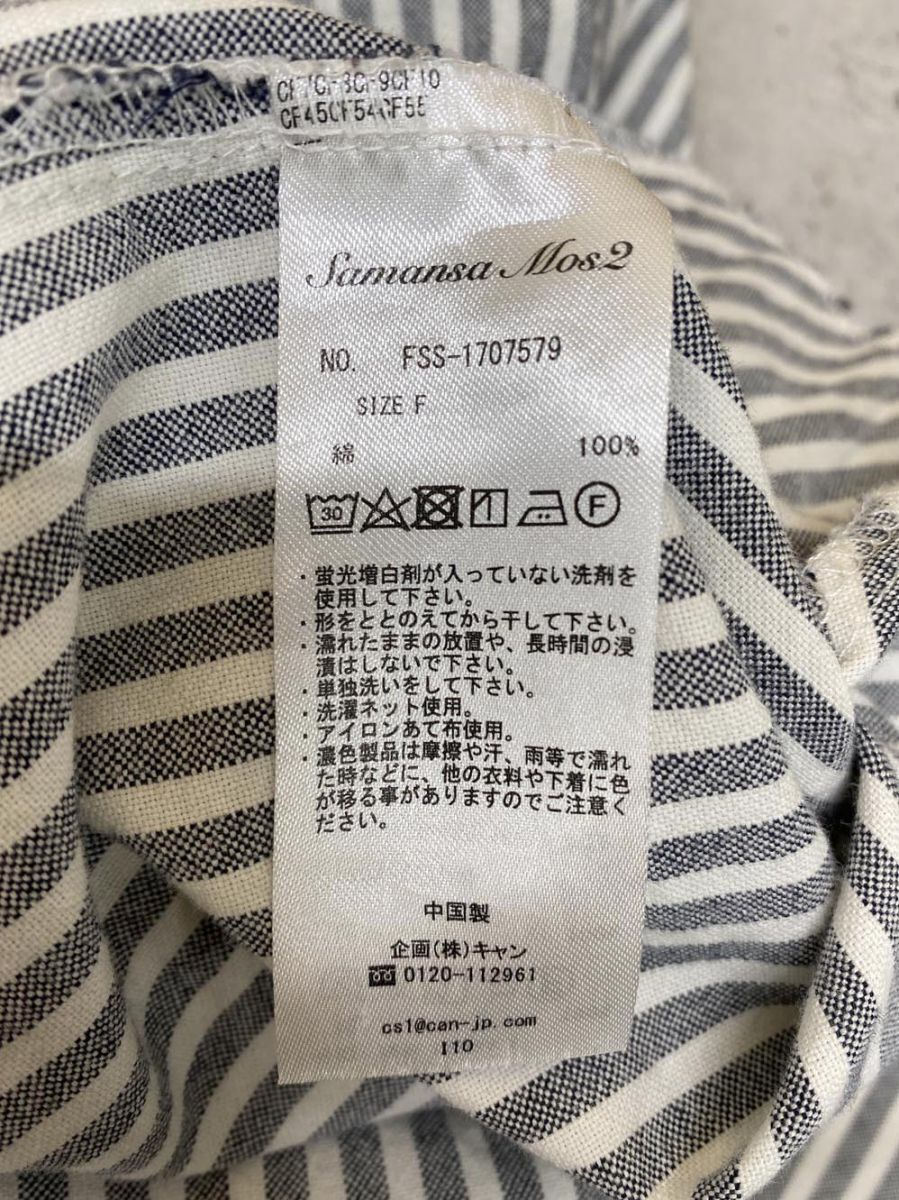 Samansa Mos2
NO. FSS-1707579
SIZE F
綿 100%
30
F
・蛍光増白剤が入っていない洗剤を
使用して下さい。
・形をととのえてから干して下さい。
・濡れたままの放置や、長時間の浸
漬はしないで下さい。
・単独洗いをして下さい。
・洗濯ネット使用。
・アイロンあて布使用。
・濃色製品は摩擦や汗、雨等で濡れ
た時などに、他の衣料や下着に色
が移る事がありますのでご注意く
ださい。
中国製
企画(株)キャン
0120-112961
cs1@can-jp.com
I10